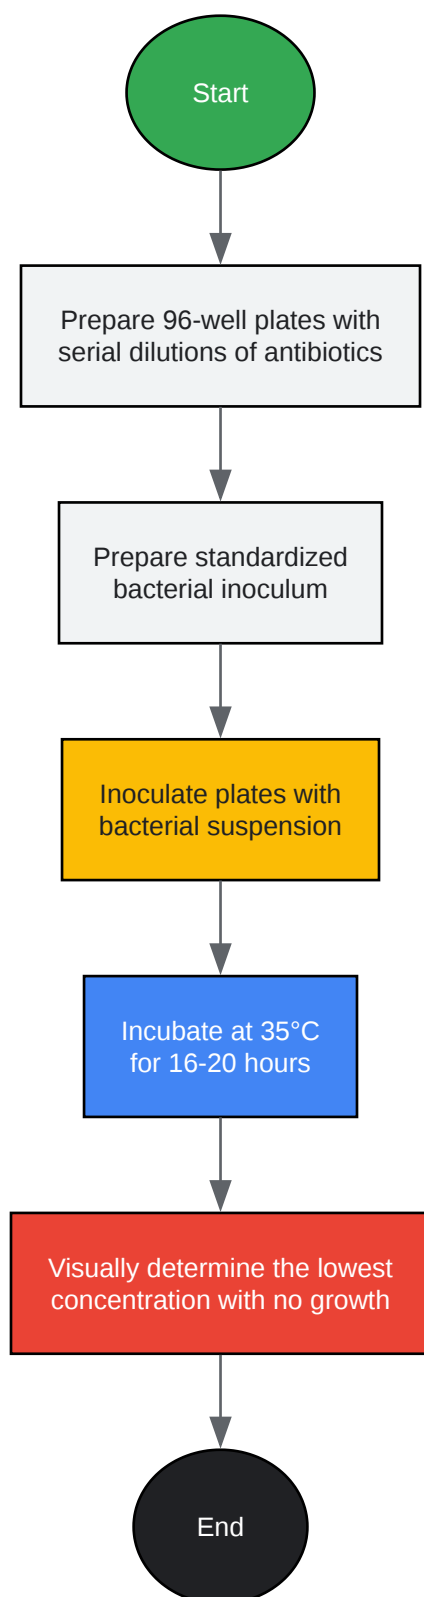 Start
Prepare 96-well plates with
serial dilutions of antibiotics
Prepare standardized
bacterial inoculum
Inoculate plates with
bacterial suspension
Incubate at 35°C
for 16-20 hours
Visually determine the lowest
concentration with no growth
End